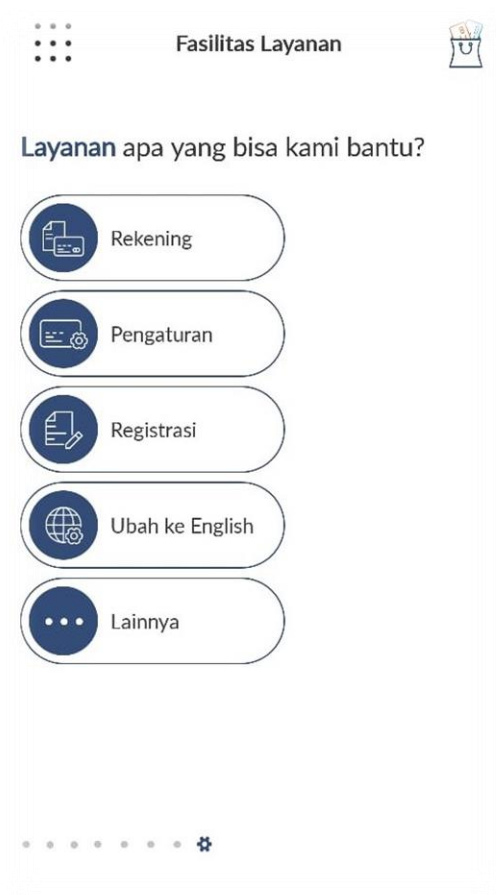 Fasilitas Layanan
Layanan apa yang bisa kami bantu?
Rekening
Pengaturan
Registrasi
Ubah ke English
Lainnya